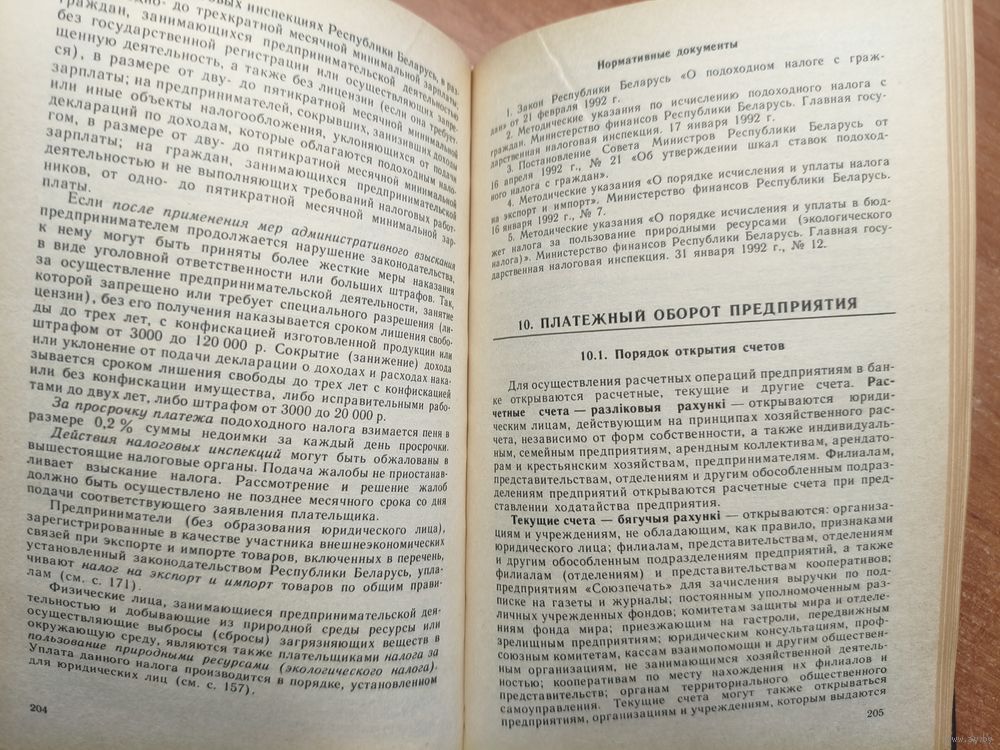 овых инспекциях Республики Беларусь, в раз-
одно- до трехкратной месячной минимальной зарплаты;
граждан, занимающихся предпринимательской деятельностью
без государственной регистрации или осуществляющих запре-
щенную деятельность, а также без лицензии (если она требует-
ся), в размере от дву- до пятикратной месячной минимальной
зарплаты; на предпринимателей, сокрывших, занизивших доходы
или иные объекты налогообложения, уклоняющихся от подачи
деклараций по доходам, которые облагаются подоходным нало-
гом, в размере от дву- до пятикратной месячной минимальной
зарплаты; на граждан, занимающихся предпринимательской
деятельностью и не выполняющих требований налоговых работ-
ников, от одно- до пятикратной месячной минимальной зар-
платы.
Если после применения мер административного взыскания
предпринимателем продолжается нарушение законодательства,
к нему могут быть приняты более жесткие меры наказания
в виде уголовной ответственности или больших штрафов. Так,
за осуществление предпринимательской деятельности, занятие
которой запрещено или требует специального разрешения (ли-
цензии), без его получения наказывается сроком лишения свобо-
ды до трех лет, с конфискацией изготовленной продукции или
штрафом от 3000 до 120 000 р. Сокрытие (занижение) дохода
или уклонение от подачи декларации о доходах и расходах нака-
зывается сроком лишения свободы до трех лет с конфискацией
или без конфискации имущества, либо исправительными рабо-
тами до двух лет, либо штрафом от 3000 до 20 000 р.
За просрочку платежа подоходного налога взимается пеня в
размере 0,2 % суммы недоимки за каждый день просрочки.
Действия налоговых инспекций могут быть обжалованы в
вышестоящие налоговые органы. Подача жалобы не приостанав-
ливает взыскание налога. Рассмотрение и решение жалоб
должно быть осуществлено не позднее месячного срока со дня
подачи соответствующего заявления плательщика.
Предприниматели (без образования юридического лица),
зарегистрированные в качестве участника внешнеэкономических
связей при экспорте и импорте товаров, включенных в перечень,
установленный законодательством Республики Беларусь, упла-
чивают налог на экспорт и импорт товаров по общим прави-
лам (см. с. 171).
Физические лица, занимающиеся предпринимательской дея-
тельностью и добывающие из природной среды ресурсы или
осуществляющие выбросы (сбросы) загрязняющих веществ в
окружающую среду, являются также плательщиками налога за
пользование природными ресурсами (экологического налога).
Уплата данного налога производится в порядке, установленном
для юридических лиц (см. с. 157).
204
Нормативные документы
1. Закон Республики Беларусь «О подоходном налоге с граж-
дан» от 21 февраля 1992 г.
2. Методические указания по исчислению подоходного налога с
граждан. Министерство финансов Республики Беларусь. Главная госу-
дарственная налоговая инспекция. 17 января 1992 г.
3. Постановление Совета Министров Республики Беларусь от
16 апреля 1992 г., № 21 «Об утверждении шкал ставок подоход-
ного налога с граждан».
4. Методические указания «О порядке исчисления и уплаты налога
на экспорт и импорт». Министерство финансов Республики Беларусь.
16 января 1992 г., № 7.
5. Методические указания «О порядке исчисления и уплаты в бюд-
жет налога за пользование природными ресурсами (экологического
налога)». Министерство финансов Республики Беларусь. Главная госу-
дарственная налоговая инспекция. 31 января 1992 г., № 12.
10. ПЛАТЕЖНЫЙ ОБОРОТ ПРЕДПРИЯТИЯ
10.1. Порядок открытия счетов
Для осуществления расчетных операций предприятиям в бан-
ке открываются расчетные, текущие и другие счета. Рас-
четные счета — разліковыя рахункі — открываются юриди-
ческим лицам, действующим на принципах хозяйственного рас-
чета, независимо от форм собственности, а также индивидуаль-
ным, семейным предприятиям, арендным коллективам, арендато-
рам и крестьянским хозяйствам, предпринимателям. Филиалам,
представительствам, отделениям и другим обособленным подраз-
делениям предприятий открываются расчетные счета при пред-
ставлении ходатайства предприятия.
Текущие счета — бягучыя рахункі — открываются: организа-
циям и учреждениям, не обладающим, как правило, признаками
юридического лица; филиалам, представительствам, отделениям
и другим обособленным подразделениям предприятий, а также
филиалам (отделениям) и представительствам кооперативов;
предприятиям «Союзпечать» для зачисления выручки по под-
писке на газеты и журналы; постоянным уполномоченным раз-
личных учрежденных фондов; комитетам защиты мира и отделе-
ниям фонда мира; приезжающим на гастроли, передвижным
зрелищным предприятиям; юридическим консультациям, проф-
союзным комитетам, кассам взаимопомощи и другим обществен-
ным организациям, не занимающимся хозяйственной деятель-
ностью; кооперативам по месту нахождения их филиалов и
представительств; органам территориального общественного
самоуправления. Текущие счета могут также открываться
предприятиям, организациям и учреждениям, которым выдаются
205